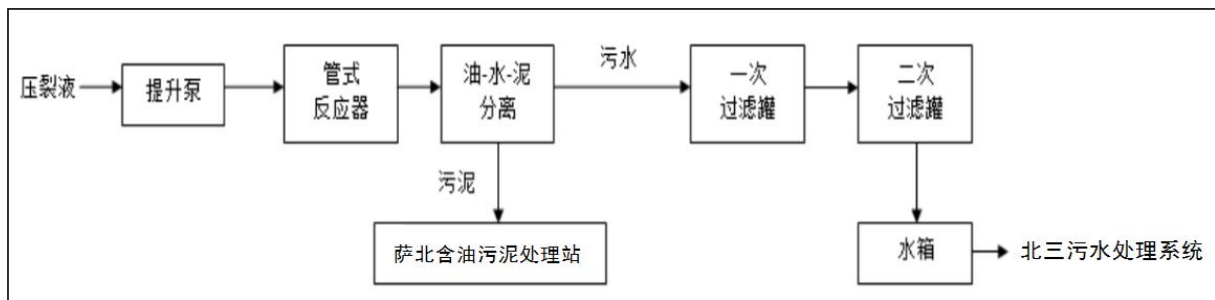 压裂液
提升泵
管式
反应器
油-水-泥
分离
污水
一次
过滤罐
二次
过滤罐
污泥
萨北含油污泥处理站
水箱
北三污水处理系统